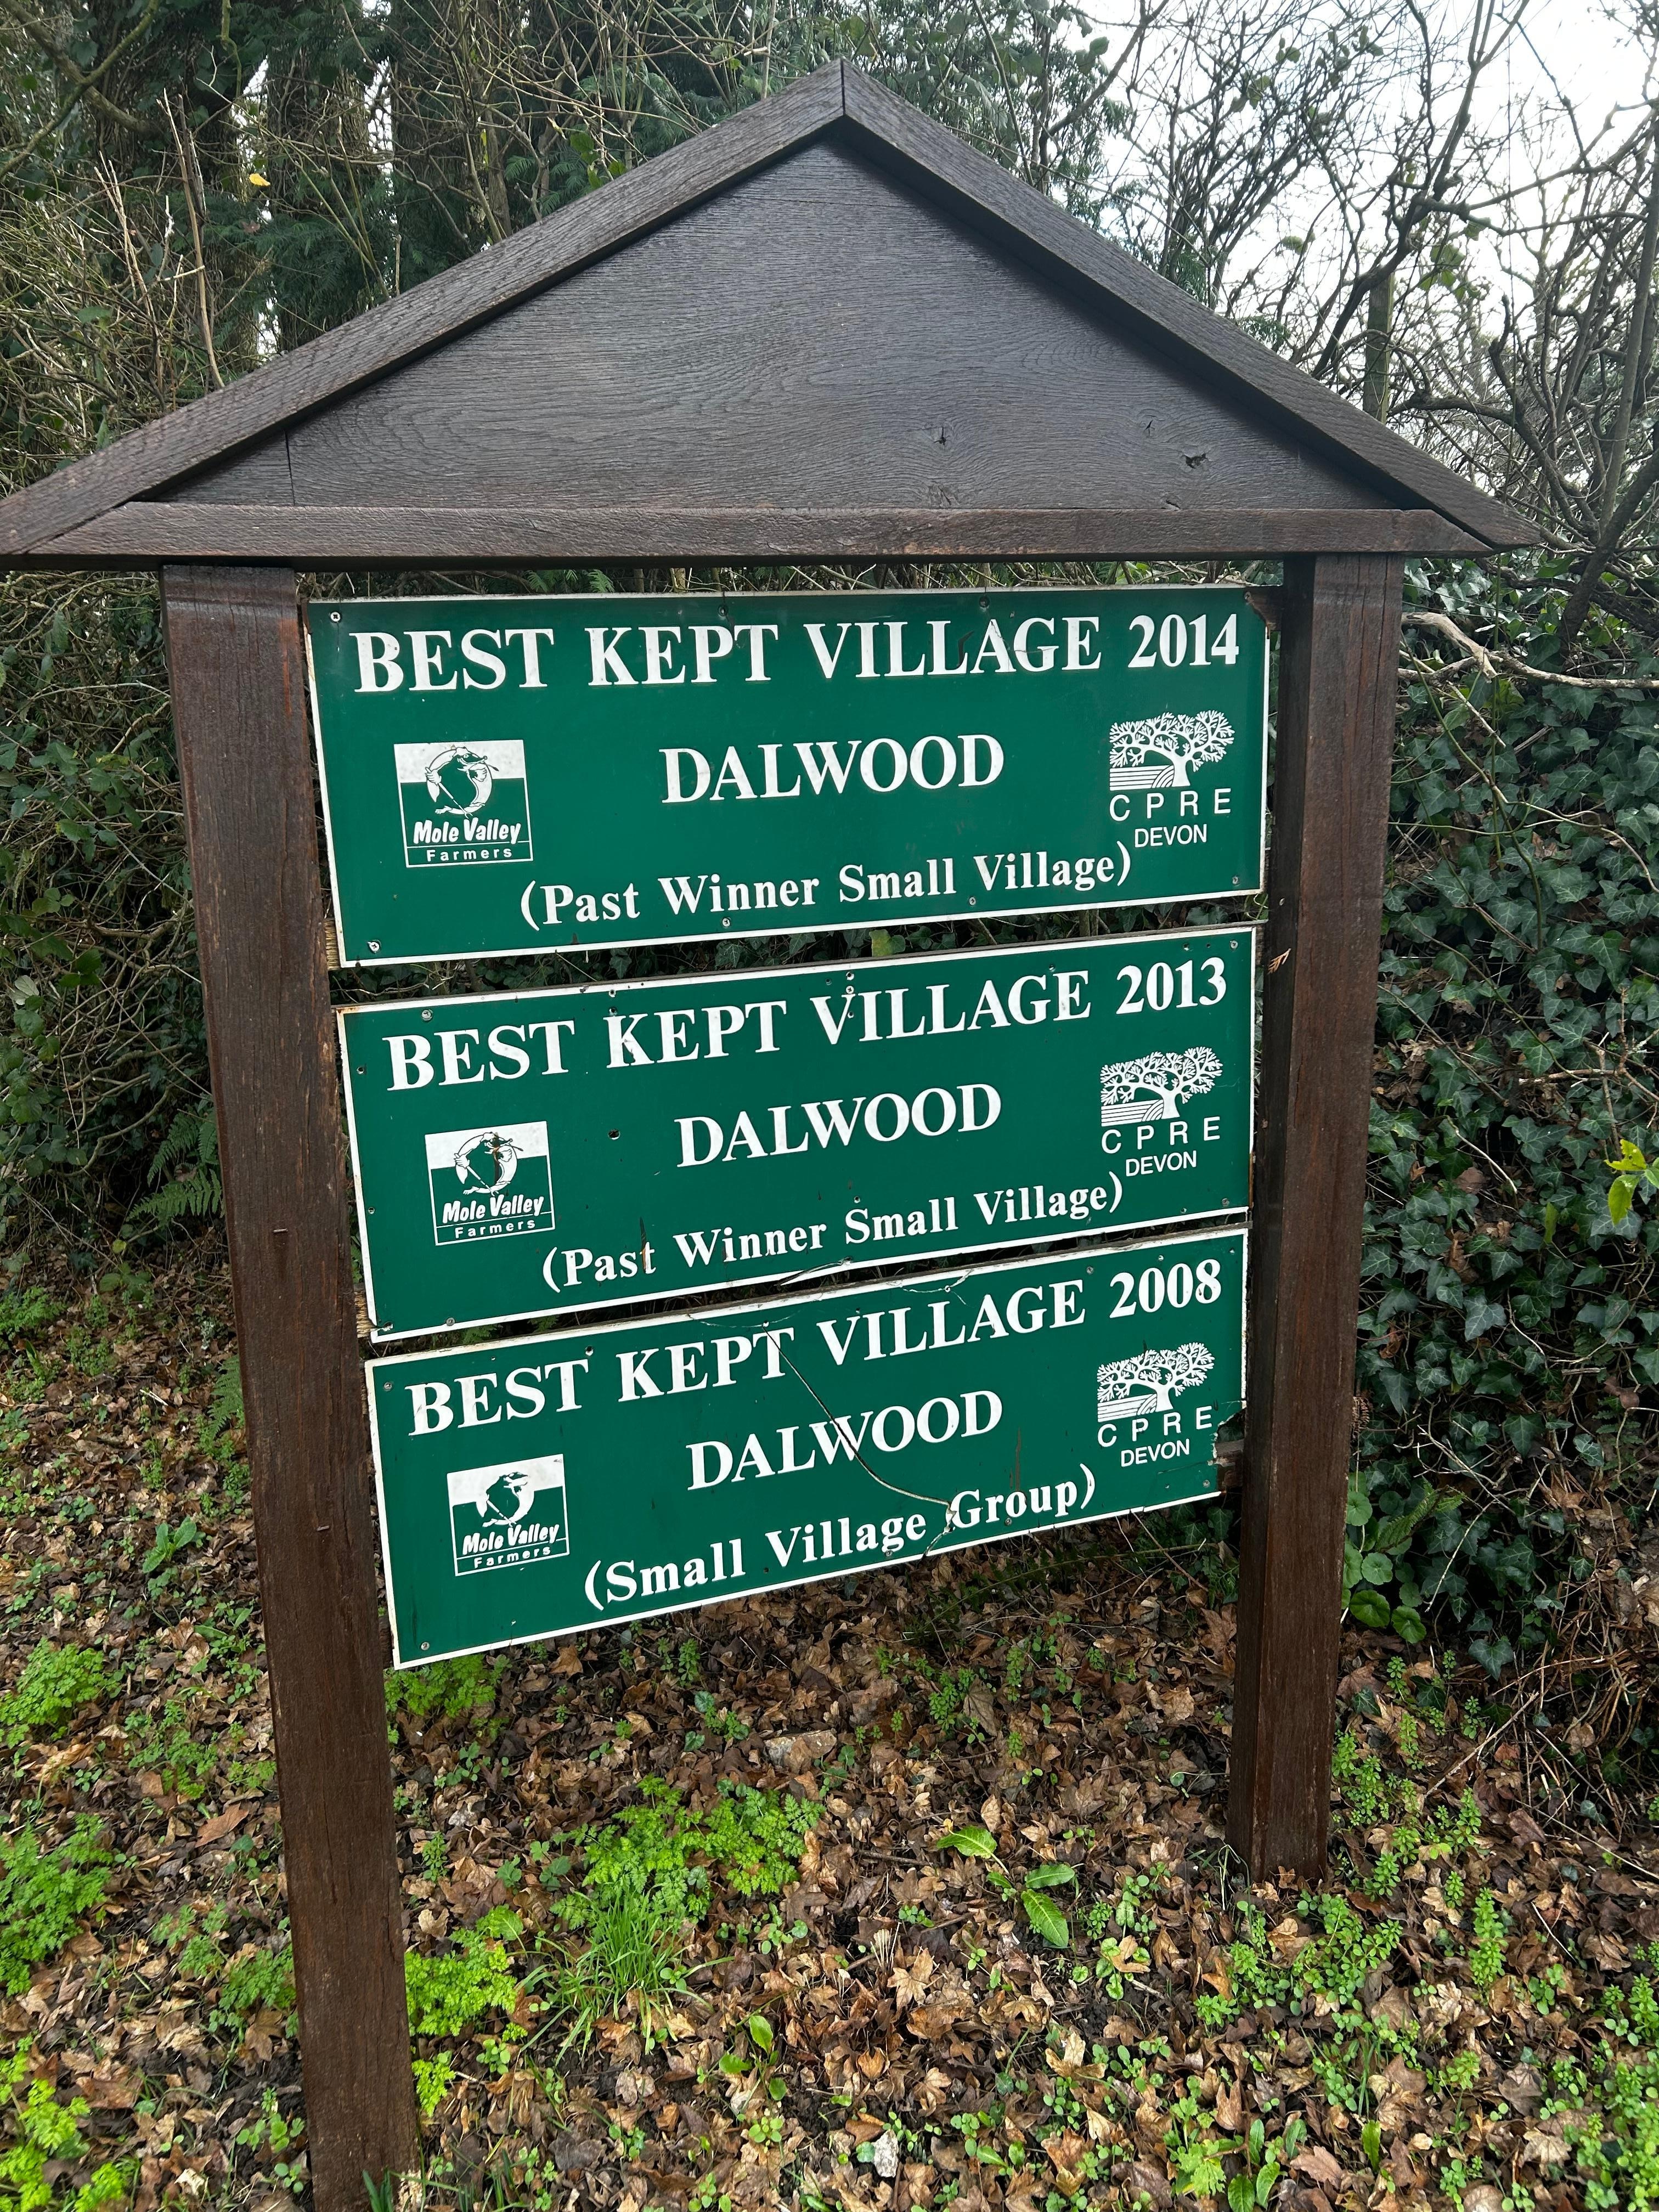 BEST KEPT VILLAGE 2014
DALWOOD
Mole Valley
Farmers
CPRE
DEVON
(Past Winner Small Village)
BEST KEPT VILLAGE 2013
DALWOOD
Mole Valley
Farmers
CPRE
DEVON
(Past Winner Small Village)
BEST KEPT VILLAGE 2008
DALWOOD
Mole Valley
Farmers
CPRE
DEVON
(Small Village Group)